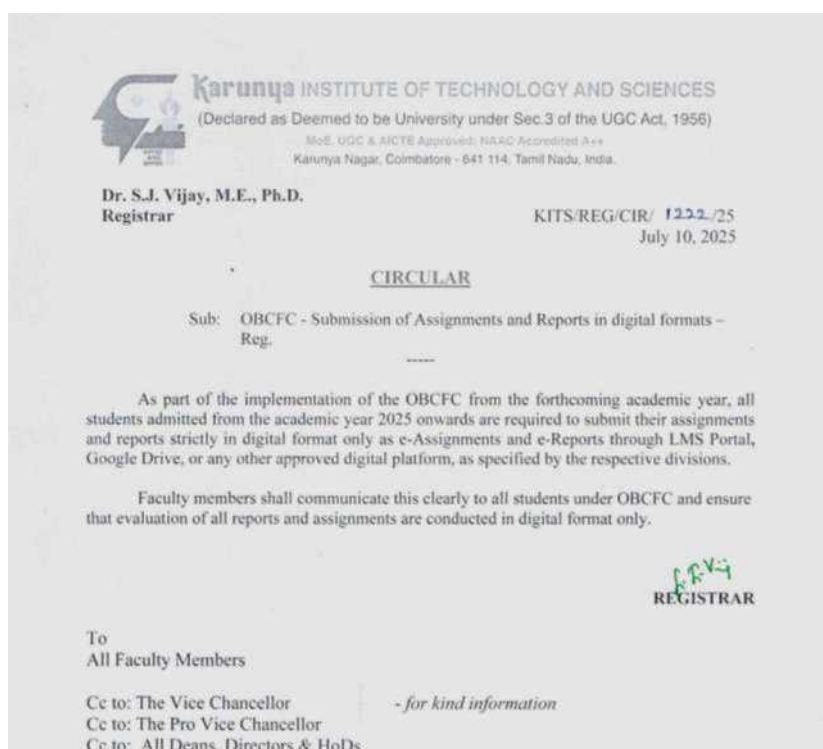 Karunya INSTITUTE OF TECHNOLOGY AND SCIENCES
(Declared as Deemed to be University under Sec.3 of the UGC Act, 1956)
MoE, UGC & AICTE Approved; NAAC Accredited A++
Karunya Nagar, Coimbatore - 641 114, Tamil Nadu, India.
Dr. S.J. Vijay, M.E., Ph.D.
Registrar
KITS/REG/CIR/ 1222/25
July 10, 2025
CIRCULAR
Sub: OBCFC - Submission of Assignments and Reports in digital formats –
Reg.
-----
As part of the implementation of the OBCFC from the forthcoming academic year, all
students admitted from the academic year 2025 onwards are required to submit their assignments
and reports strictly in digital format only as e-Assignments and e-Reports through LMS Portal,
Google Drive, or any other approved digital platform, as specified by the respective divisions.
Faculty members shall communicate this clearly to all students under OBCFC and ensure
that evaluation of all reports and assignments are conducted in digital format only.
REGISTRAR
To
All Faculty Members
Cc to: The Vice Chancellor - for kind information
Cc to: The Pro Vice Chancellor
Cc to: All Deans, Directors & HoDs